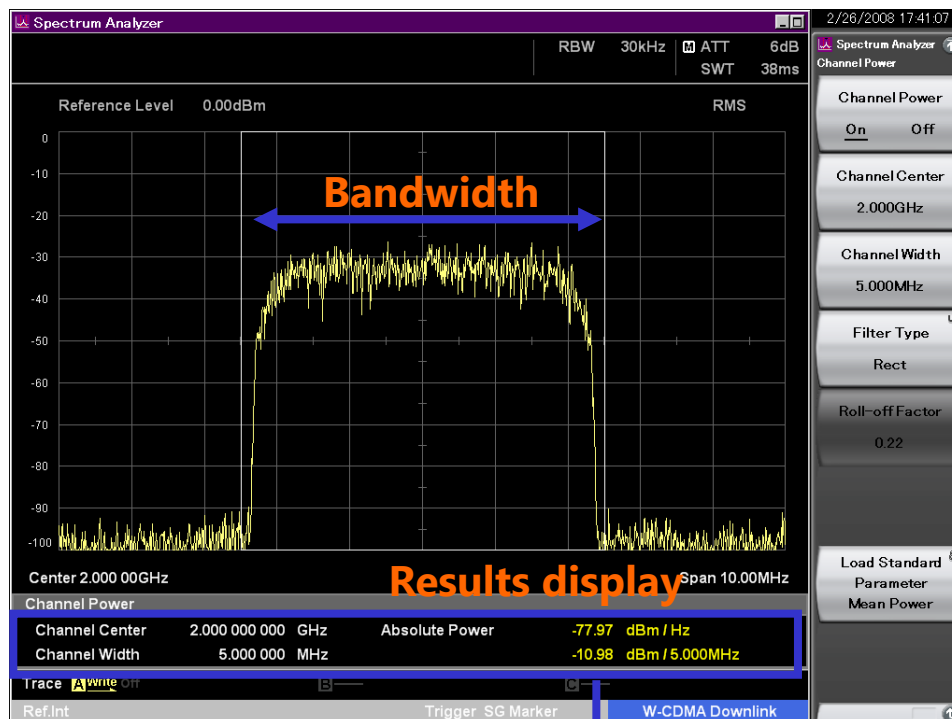 Spectrum Analyzer
2/26/2008 17:41:07
RBW 30kHz M ATT 6dB
SWT 38ms
Spectrum Analyzer
Channel Power
Reference Level 0.00dBm RMS
Channel Power
On Off
0
-10
-20
-30
-40
-50
-60
-70
-80
-90
-100
Bandwidth
Channel Center
2.000GHz
Channel Width
5.000MHz
Filter Type
Rect
Roll-off Factor
0.22
Center 2.000 00GHz
Results display
Span 10.00MHz
Load Standard
Parameter
Mean Power
Channel Power
Channel Center 2.000 000 000 GHz Absolute Power -77.97 dBm / Hz
Channel Width 5.000 000 MHz -10.98 dBm / 5.000MHz
Trace A Write Off B C
Ref.Int Trigger SG Marker W-CDMA Downlink